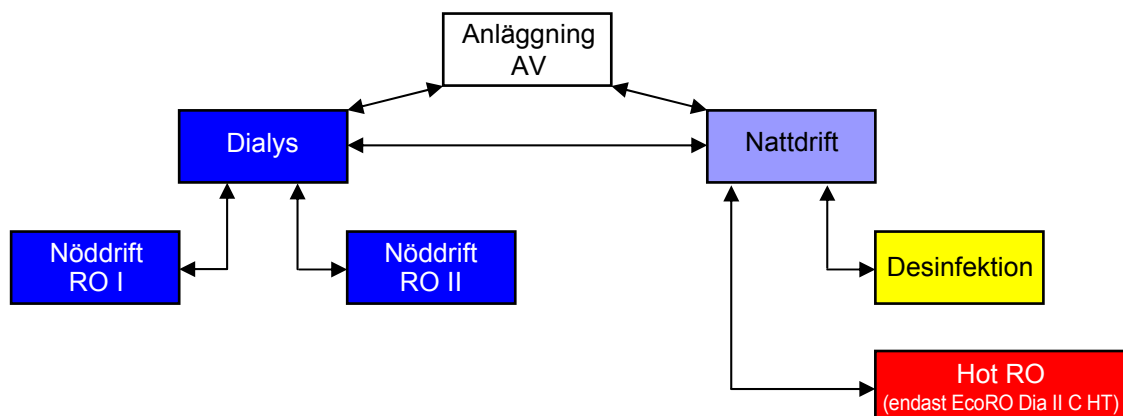 Anläggning
AV
Dialys
Nattdrift
Nöddrift
RO I
Nöddrift
RO II
Desinfektion
Hot RO
(endast EcoRO Dia II C HT)